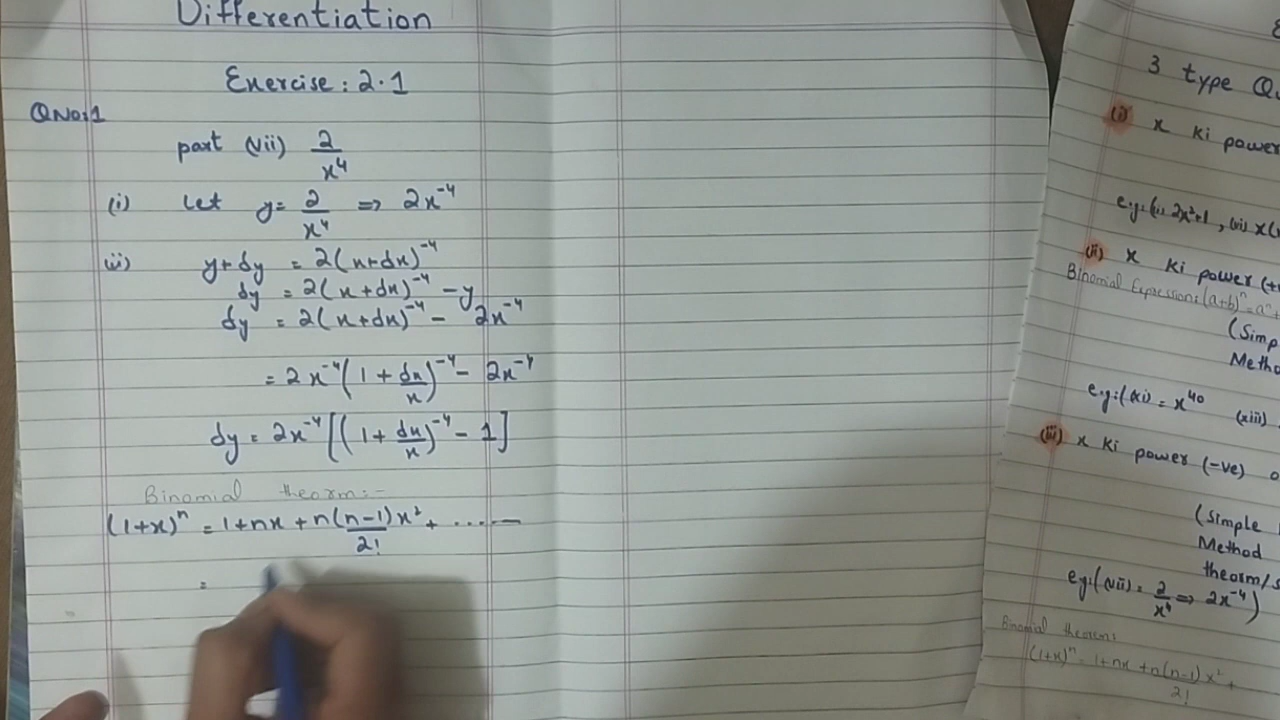 Differentiation
Exercise: 2.1
QNo:1
part (vii) 2/x⁴
(i) Let y = 2/x⁴ ⇒ 2x⁻⁴
(ii) y+δy = 2(x+δx)⁻⁴
δy = 2(x+δx)⁻⁴ - y
δy = 2(x+δx)⁻⁴ - 2x⁻⁴
= 2x⁻⁴(1 + δx/x)⁻⁴ - 2x⁻⁴
δy = 2x⁻⁴[(1 + δx/x)⁻⁴ - 1]
Binomial theorm:-
(1+x)ⁿ = 1+nx + n(n-1)x²/2! + ......
=
3 type Q
(i) x ki power
e.g: (i) 2x²+1, (vi) x(
(ii) x ki power (+
Binomial Expression: (a+b)ⁿ = aⁿ+
(Simp
Metho
e.g: (xi) = x⁴⁰ (xiii)
(iii) x ki power (-ve) o
(Simple
Method
theorm/s
e.g: (vii) = 2/x⁴ ⇒ 2x⁻⁴)
Binomial theorem:
(1+x)ⁿ = 1+nx + n(n-1)x²/2! +